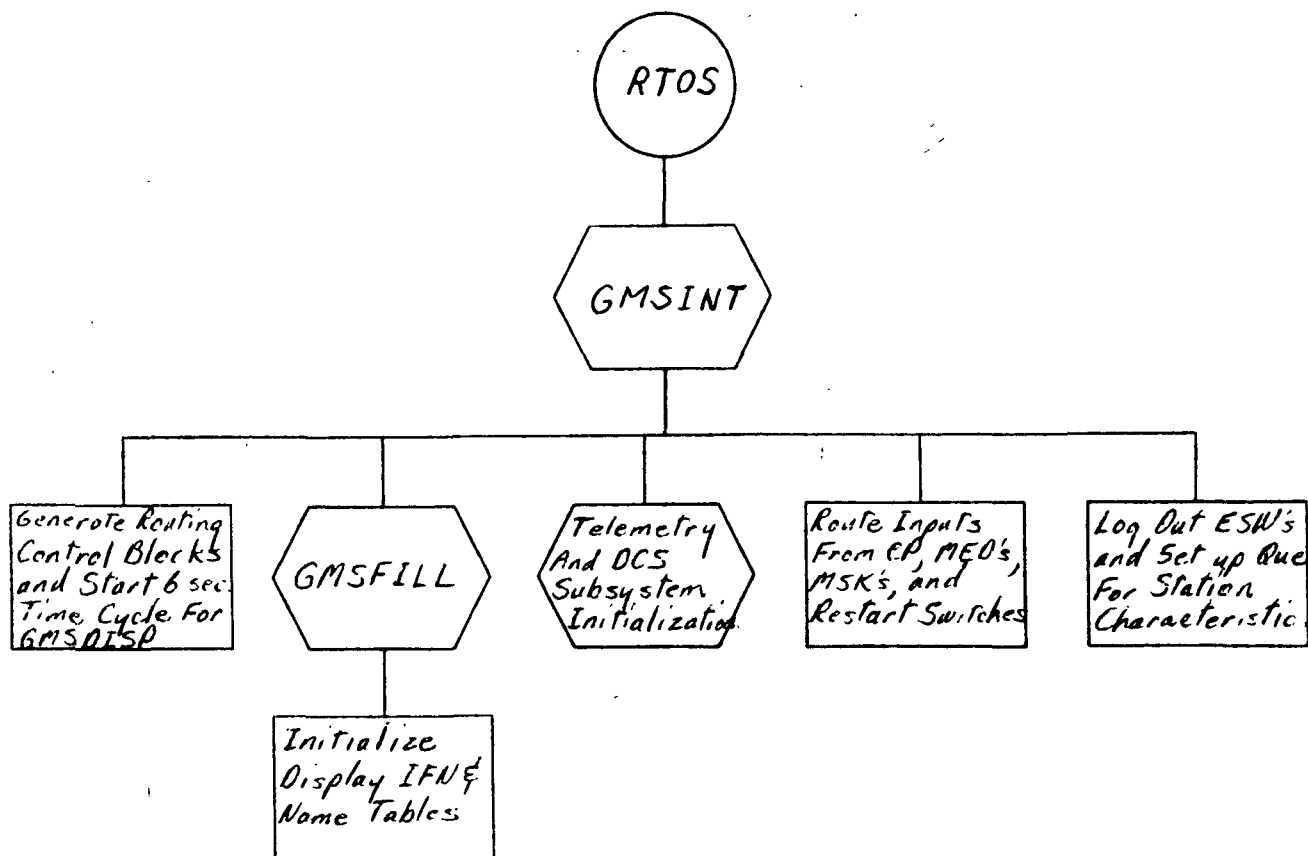 RTOS
GMSINT
Generate Routing
Control Blocks
and Start 6 sec.
Time Cycle For
GMSDISP
GMSFILL
Telemetry
And DCS
Subsystem
Initialization
Route Inputs
From EP, MED's,
MSK's, and
Restart Switches
Log Out ESW's
and Set up Que
For Station
Characteristic.
Initialize
Display IFN &
Name Tables